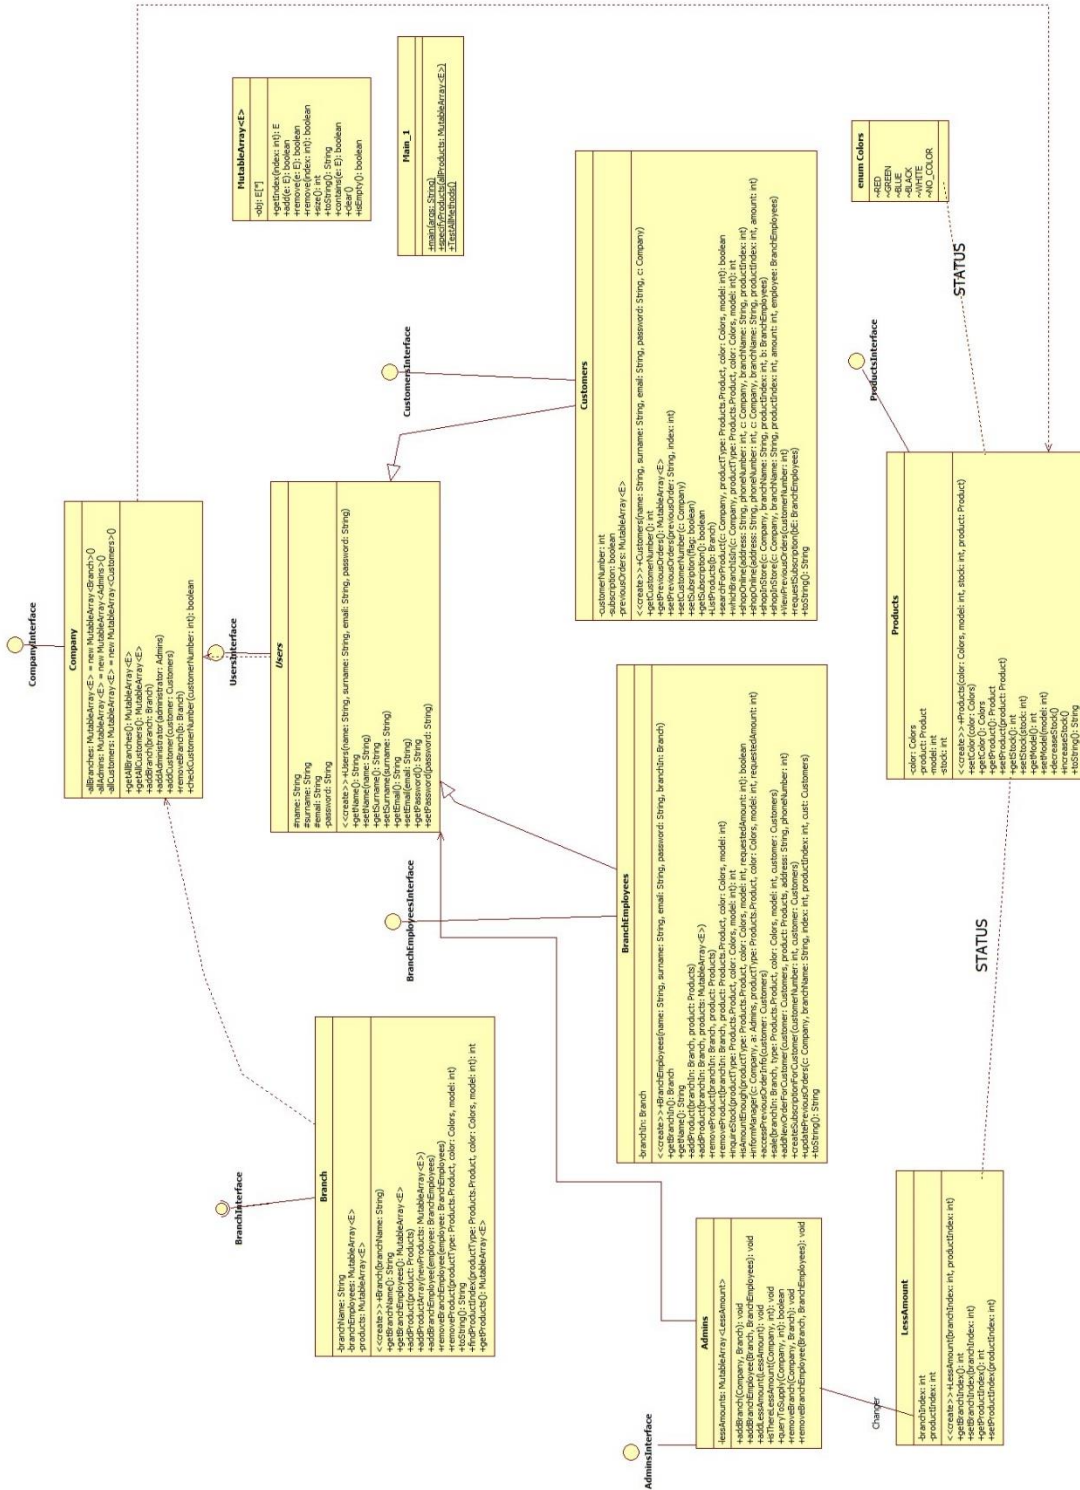 CompanyInterface
Company
-allBranches: MutableArray<E> = new MutableArray<Branch>()
-allAdmins: MutableArray<E> = new MutableArray<Admins>()
-allCustomers: MutableArray<E> = new MutableArray<Customers>()
+getAllBranches(): MutableArray<E>
+getAllCustomers(): MutableArray<E>
+addBranch(branch: Branch)
+addAdministrator(administrator: Admins)
+addCustomer(customer: Customers)
+removeBranch(b: Branch)
+checkCustomerNumber(customerNumber: int): boolean
MutableArray<E>
-obj: E[*]
+getIndex(index: int): E
+add(e: E): boolean
+remove(e: E): boolean
+remove(index: int): boolean
+size(): int
+toString(): String
+contains(e: E): boolean
+clear()
+isEmpty(): boolean
Main_1
+main(args: String)
+specifyProducts(allProducts: MutableArray<E>)
+TestAllMethods()
UsersInterface
Users
#name: String
#surname: String
#email: String
-password: String
<<create>>+Users(name: String, surname: String, email: String, password: String)
+getName(): String
+setName(name: String)
+getSurname(): String
+setSurname(surname: String)
+getEmail(): String
+setEmail(email: String)
+getPassword(): String
+setPassword(password: String)
BranchInterface
Branch
-branchName: String
-branchEmployees: MutableArray<E>
-products: MutableArray<E>
<<create>>+Branch(branchName: String)
+getBranchName(): String
+getBranchEmployees(): MutableArray<E>
+addProduct(product: Products)
+addProductArray(newProducts: MutableArray<E>)
+addBranchEmployee(employee: BranchEmployees)
+removeBranchEmployee(employee: BranchEmployees)
+removeProduct(productType: Products.Product, color: Colors, model: int)
+toString(): String
+findProductIndex(productType: Products.Product, color: Colors, model: int): int
+getProducts(): MutableArray<E>
BranchEmployeesInterface
BranchEmployees
-branchIn: Branch
<<create>>+BranchEmployees(name: String, surname: String, email: String, password: String, branchIn: Branch)
+getBranchIn(): Branch
+getName(): String
+addProduct(branchIn: Branch, product: Products)
+addProduct(branchIn: Branch, products: MutableArray<E>)
+removeProduct(branchIn: Branch, product: Products)
+removeProduct(branchIn: Branch, product: Products.Product, color: Colors, model: int)
+inquireStock(productType: Products.Product, color: Colors, model: int): int
+isAmountEnough(productType: Products.Product, color: Colors, model: int, requestedAmount: int): boolean
+informManager(c: Company, a: Admins, productType: Products.Product, color: Colors, model: int, requestedAmount: int)
+accessPreviousOrderInfo(customer: Customers)
+sale(branchIn: Branch, type: Products.Product, color: Colors, model: int, customer: Customers)
+addNewOrderForCustomer(customer: Customers, product: Products, address: String, phoneNumber: int)
+createSubscriptionForCustomer(customerNumber: int, customer: Customers)
+updatePreviousOrders(c: Company, branchName: String, index: int, productIndex: int, cust: Customers)
+toString(): String
CustomersInterface
Customers
-customerNumber: int
-subscription: boolean
-previousOrders: MutableArray<E>
<<create>>+Customers(name: String, surname: String, email: String, password: String, c: Company)
+getCustomerNumber(): int
+getPreviousOrders(): MutableArray<E>
+setPreviousOrders(previousOrder: String, index: int)
+setCustomerNumber(c: Company)
+setSubsription(flag: boolean)
+getSubscription(): boolean
+ListProducts(b: Branch)
+searchForProduct(c: Company, productType: Products.Product, color: Colors, model: int): boolean
+whichBranchIsIn(c: Company, productType: Products.Product, color: Colors, model: int): int
+shopOnline(address: String, phoneNumber: int, c: Company, branchName: String, productIndex: int)
+shopOnline(address: String, phoneNumber: int, c: Company, branchName: String, productIndex: int, amount: int)
+shopInStore(c: Company, branchName: String, productIndex: int, b: BranchEmployees)
+shopInStore(c: Company, branchName: String, productIndex: int, amount: int, employee: BranchEmployees)
+viewPreviousOrders(customerNumber: int)
+requestSubscription(bE: BranchEmployees)
+toString(): String
AdminsInterface
Admins
-lessAmounts: MutableArray<LessAmount>
+addBranch(Company, Branch): void
+addBranchEmployee(Branch, BranchEmployees): void
+addLessAmount(LessAmount): void
+isThereLessAmount(Company, int): void
+queryToSupply(Company, int): boolean
+removeBranch(Company, Branch): void
+removeBranchEmployee(Branch, BranchEmployees): void
Changer
LessAmount
-branchIndex: int
-productIndex: int
<<create>>+LessAmount(branchIndex: int, productIndex: int)
+getBranchIndex(): int
+setBranchIndex(branchIndex: int)
+getProductIndex(): int
+setProductIndex(productIndex: int)
STATUS
ProductsInterface
Products
-color: Colors
-product: Product
-model: int
-stock: int
<<create>>+Products(color: Colors, model: int, stock: int, product: Product)
+setColor(color: Colors)
+getColor(): Colors
+getProduct(): Product
+setProduct(product: Product)
+getStock(): int
+setStock(stock: int)
+getModel(): int
+setModel(model: int)
+decreaseStock()
+increaseStock()
+toString(): String
STATUS
enum Colors
~RED
~GREEN
~BLUE
~BLACK
~WHITE
~NO_COLOR